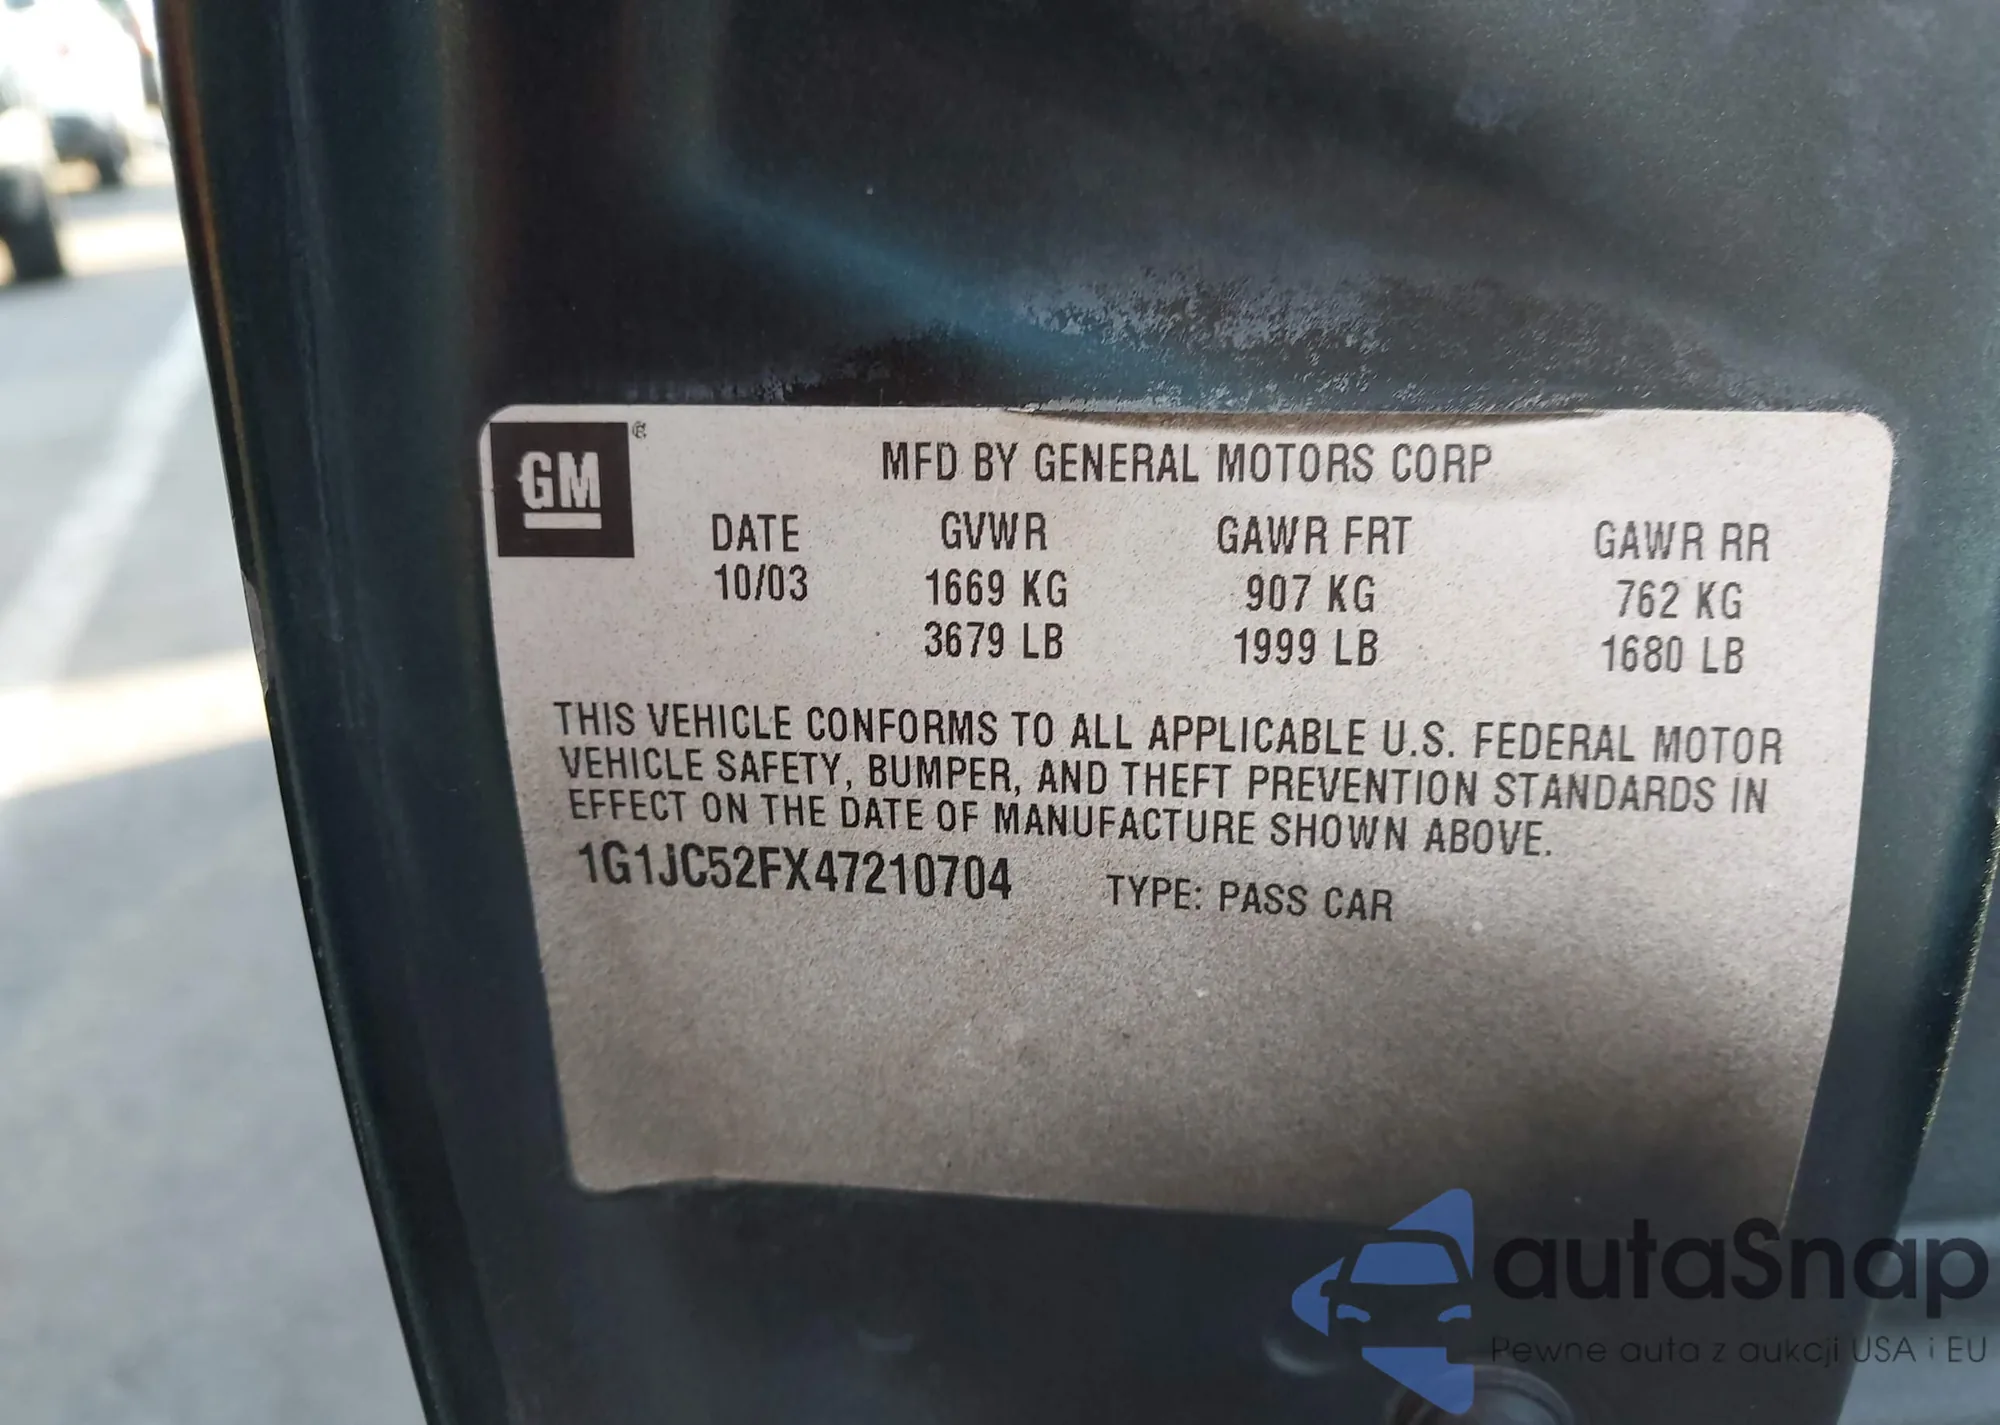 GM
MFD BY GENERAL MOTORS CORP
DATE GVWR GAWR FRT GAWR RR
10/03 1669 KG 907 KG 762 KG
3679 LB 1999 LB 1680 LB
THIS VEHICLE CONFORMS TO ALL APPLICABLE U.S. FEDERAL MOTOR
VEHICLE SAFETY, BUMPER, AND THEFT PREVENTION STANDARDS IN
EFFECT ON THE DATE OF MANUFACTURE SHOWN ABOVE.
1G1JC52FX47210704 TYPE: PASS CAR
autaSnap
Pewne auta z aukcji USA i EU